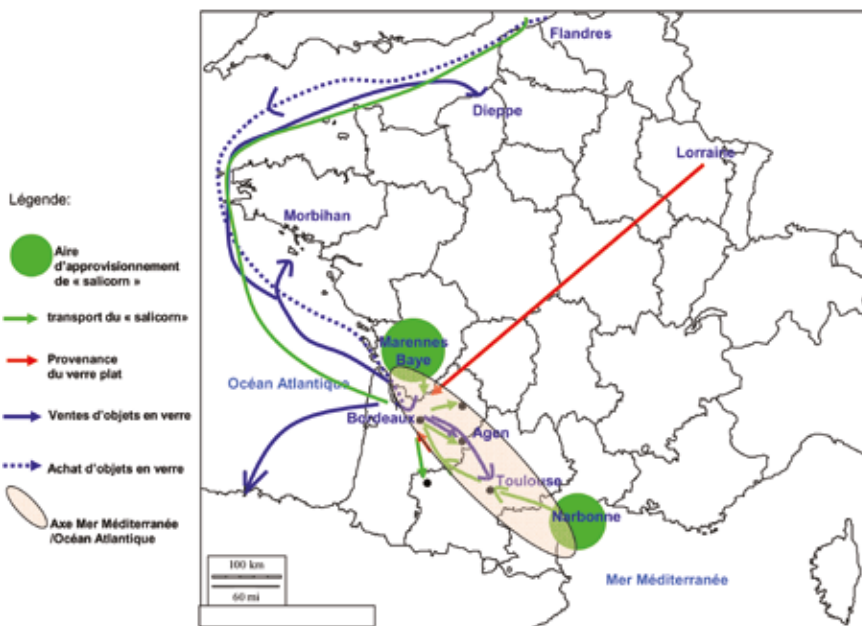 Flandres
Dieppe
Lorraine
Légende:
Morbihan
Aire
d'approvisionnement
de « salicorn »
transport du « salicorn»
Marennes
Baye
Provenance
du verre plat
Océan Atlantique
Ventes d'objets en verre
Bordeaux
Agen
Achat d'objets en verre
Toulouse
Narbonne
Axe Mer Méditerranée
/Océan Atlantique
100 km
60 mi
Mer Méditerranée